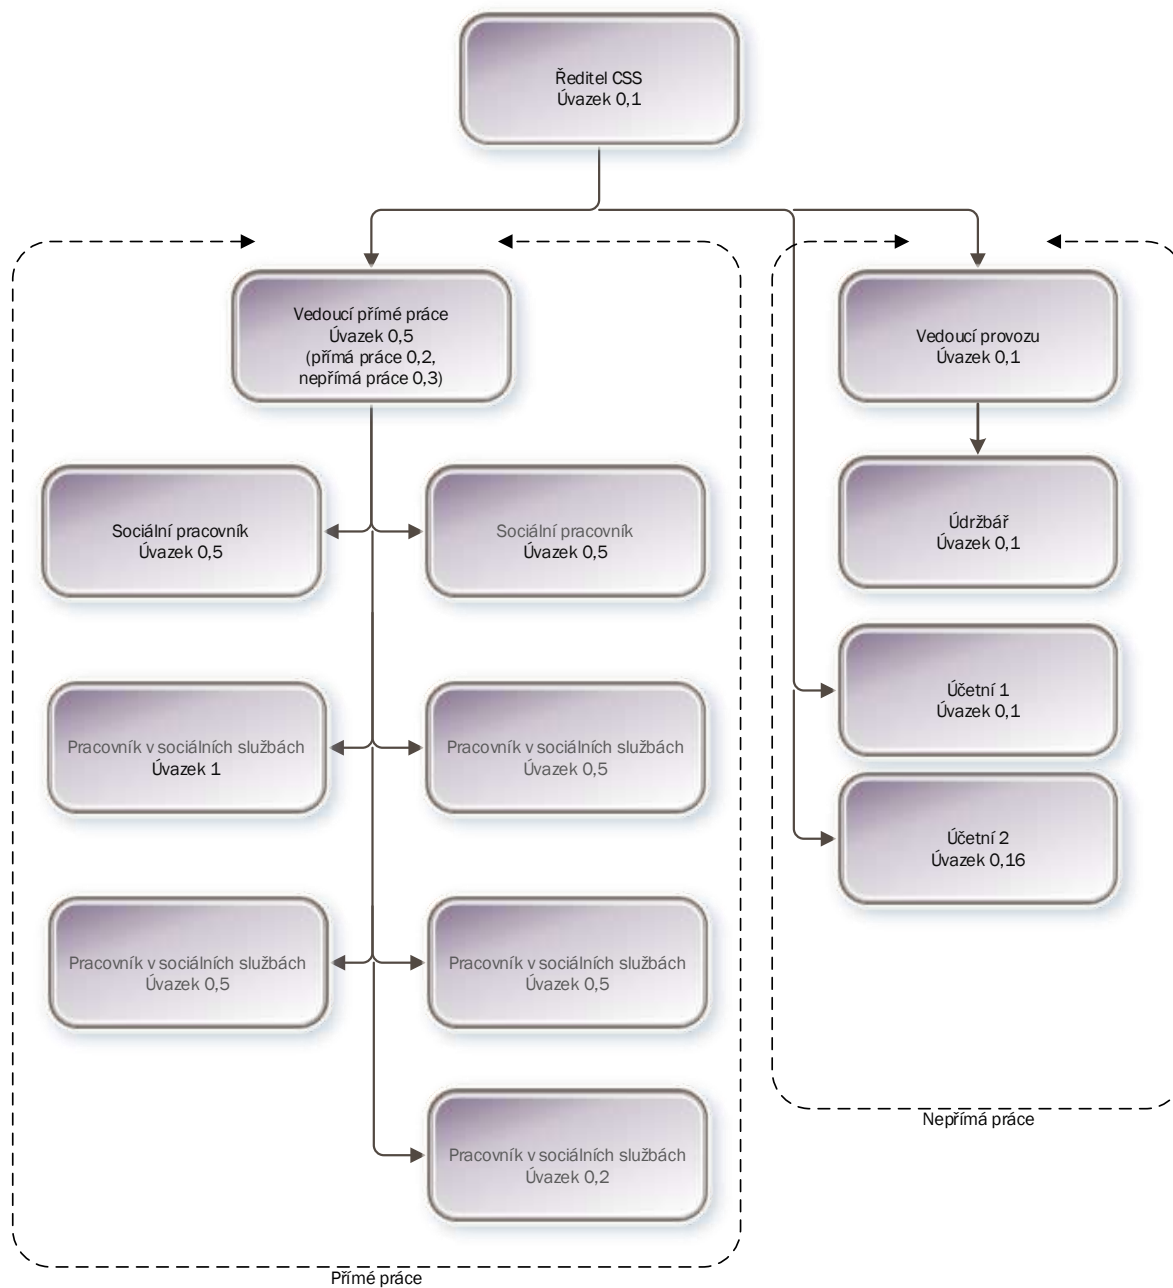 Ředitel CSS
Úvazek 0,1
Vedoucí přímé práce
Úvazek 0,5
(přímá práce 0,2,
nepřímá práce 0,3)
Vedoucí provozu
Úvazek 0,1
Sociální pracovník
Úvazek 0,5
Sociální pracovník
Úvazek 0,5
Údržbář
Úvazek 0,1
Pracovník v sociálních službách
Úvazek 1
Pracovník v sociálních službách
Úvazek 0,5
Účetní 1
Úvazek 0,1
Účetní 2
Úvazek 0,16
Pracovník v sociálních službách
Úvazek 0,5
Pracovník v sociálních službách
Úvazek 0,5
Pracovník v sociálních službách
Úvazek 0,2
Nepřímá práce
Přímé práce